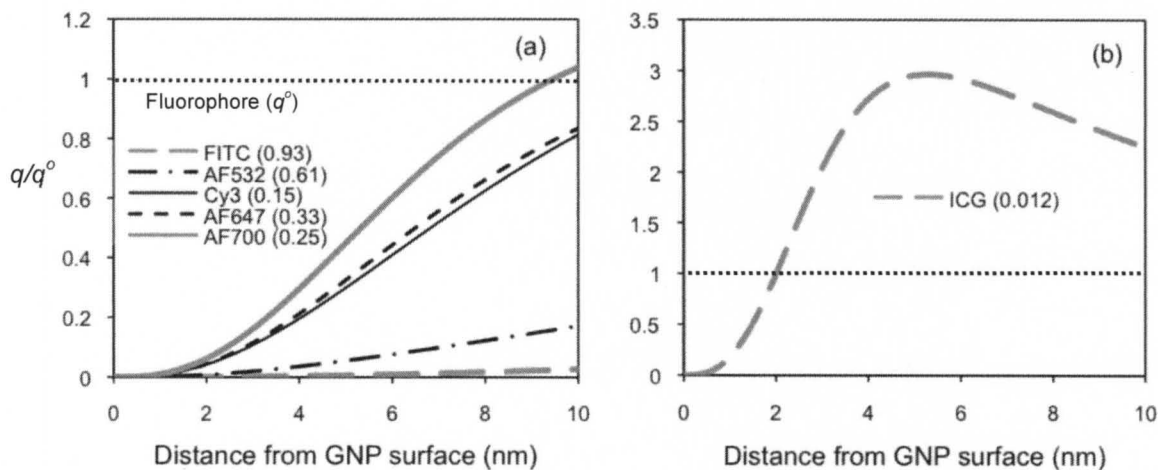 (a)
1.2
1
0.8
0.6
0.4
0.2
0
q/q°
Fluorophore (q°)
FITC (0.93)
AF532 (0.61)
Cy3 (0.15)
AF647 (0.33)
AF700 (0.25)
0 2 4 6 8 10
Distance from GNP surface (nm)
(b)
3.5
3
2.5
2
1.5
1
0.5
0
ICG (0.012)
0 2 4 6 8 10
Distance from GNP surface (nm)